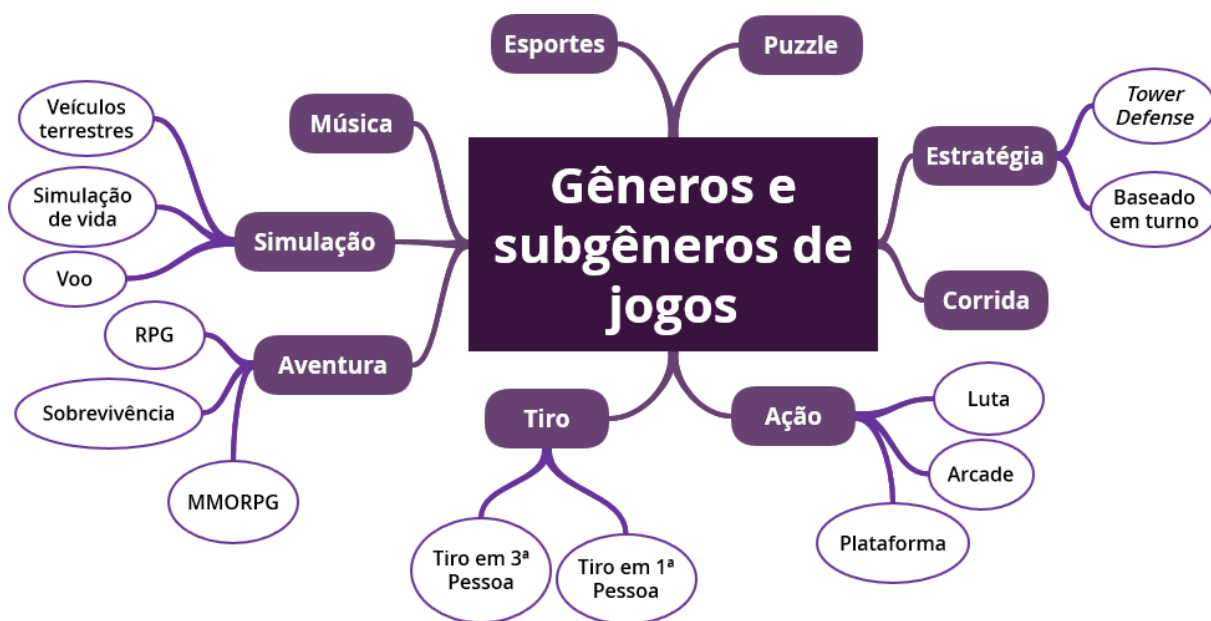 Gêneros e
subgêneros de
jogos
Esportes
Puzzle
Música
Simulação
Veículos
terrestres
Simulação
de vida
Voo
Aventura
RPG
Sobrevivência
MMORPG
Tiro
Tiro em 3ª
Pessoa
Tiro em 1ª
Pessoa
Ação
Luta
Arcade
Plataforma
Corrida
Estratégia
Tower
Defense
Baseado
em turno